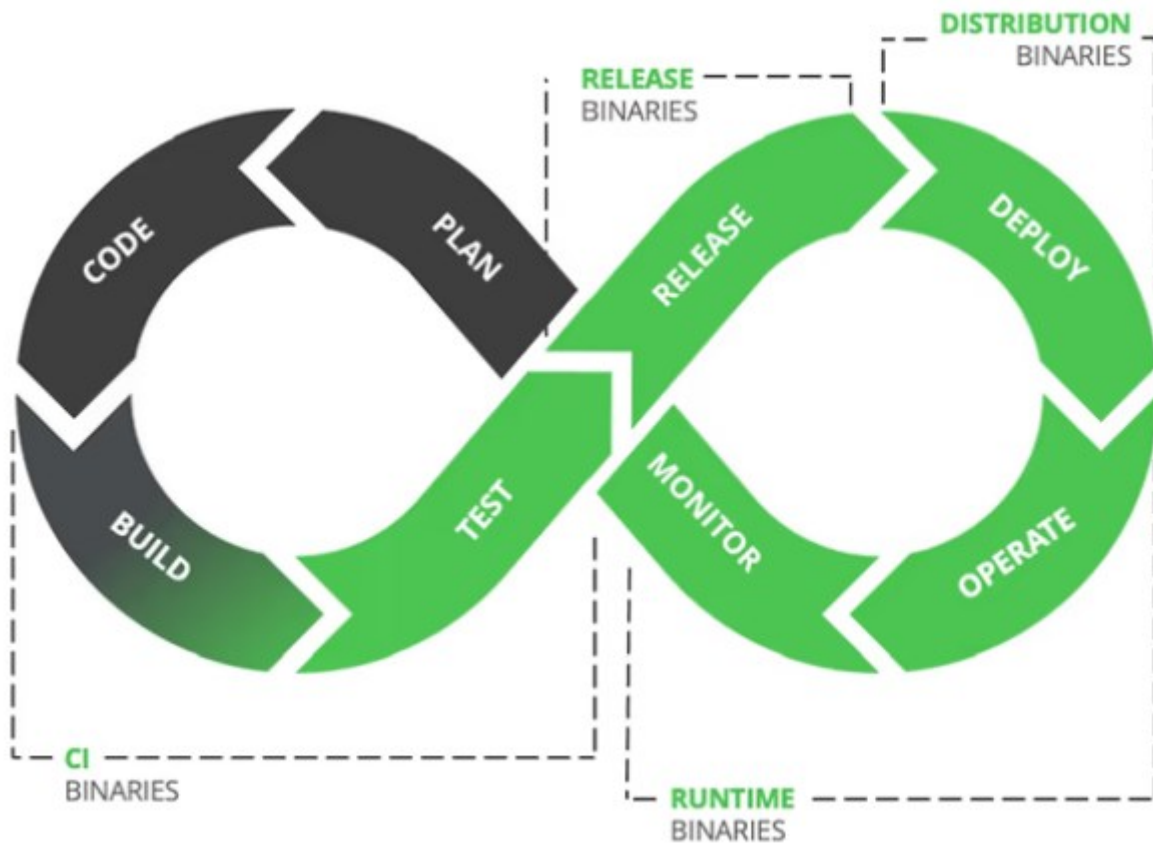 DISTRIBUTION
BINARIES
RELEASE
BINARIES
CODE
PLAN
RELEASE
DEPLOY
BUILD
TEST
MONITOR
OPERATE
CI
BINARIES
RUNTIME
BINARIES